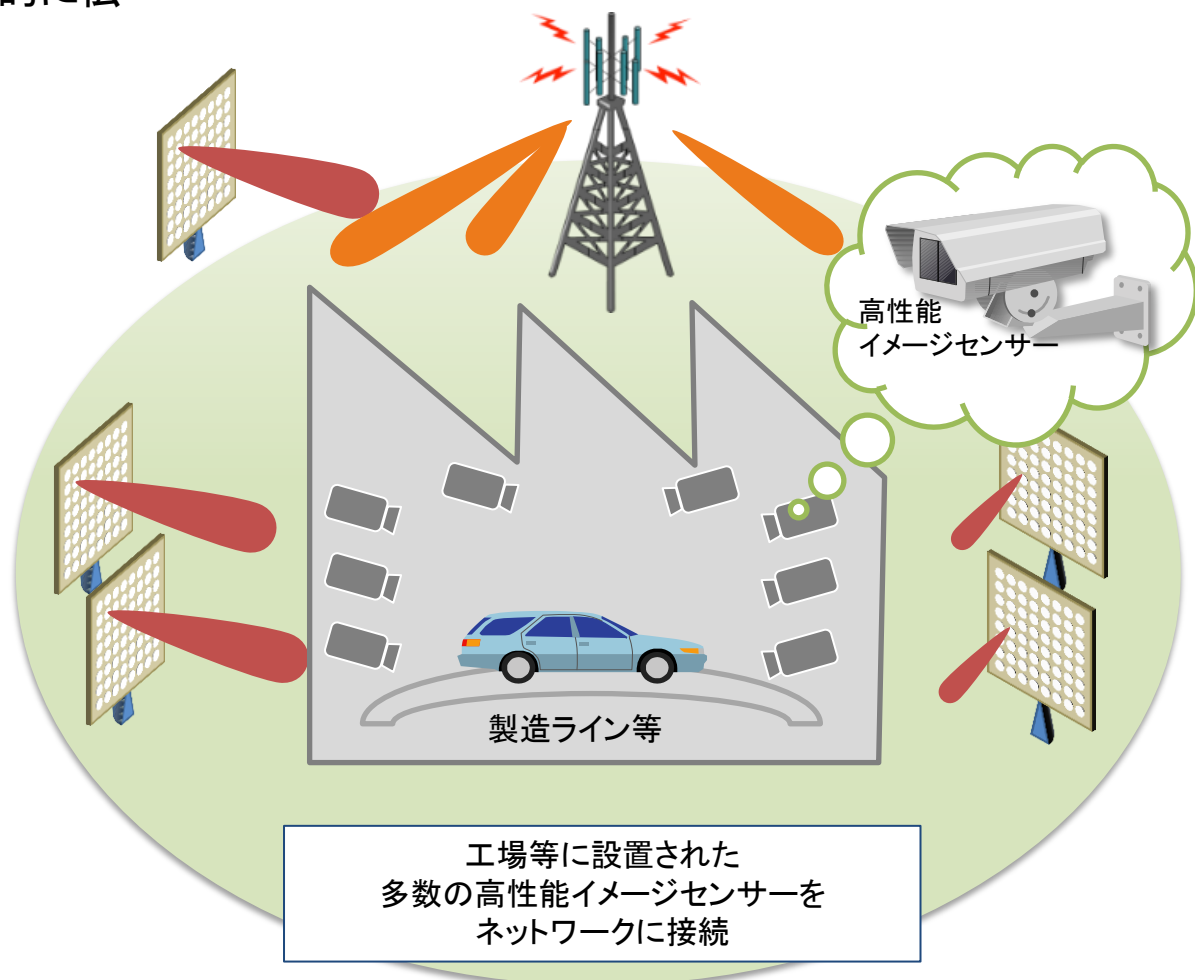 高性能
イメージセンサー
製造ライン等
工場等に設置された
多数の高性能イメージセンサーを
ネットワークに接続